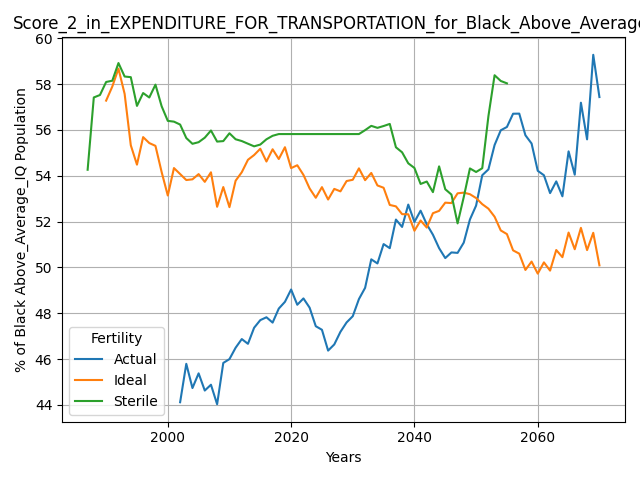 Score_2_in_EXPENDITURE_FOR_TRANSPORTATION_for_Black_Above_Average
60
58
56
54
52
50
48
46
44
% of Black Above_Average_IQ Population
Fertility
Actual
Ideal
Sterile
2000 2020 2040 2060
Years